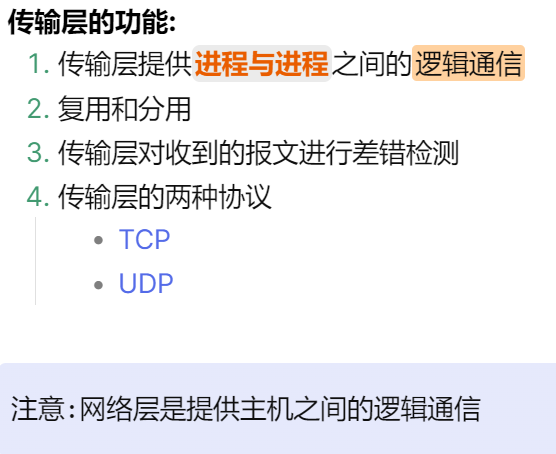 传输层的功能:
1. 传输层提供进程与进程之间的逻辑通信
2. 复用和分用
3. 传输层对收到的报文进行差错检测
4. 传输层的两种协议
• TCP
• UDP
注意:网络层是提供主机之间的逻辑通信